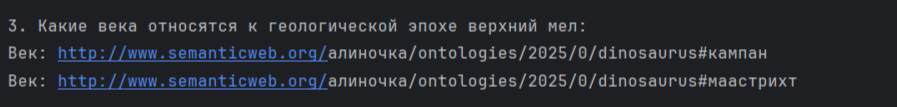 3. Какие века относятся к геологической эпохе верхний мел:
Век: http://www.semanticweb.org/алиночка/ontologies/2025/0/dinosaurus#кампан
Век: http://www.semanticweb.org/алиночка/ontologies/2025/0/dinosaurus#маастрихт